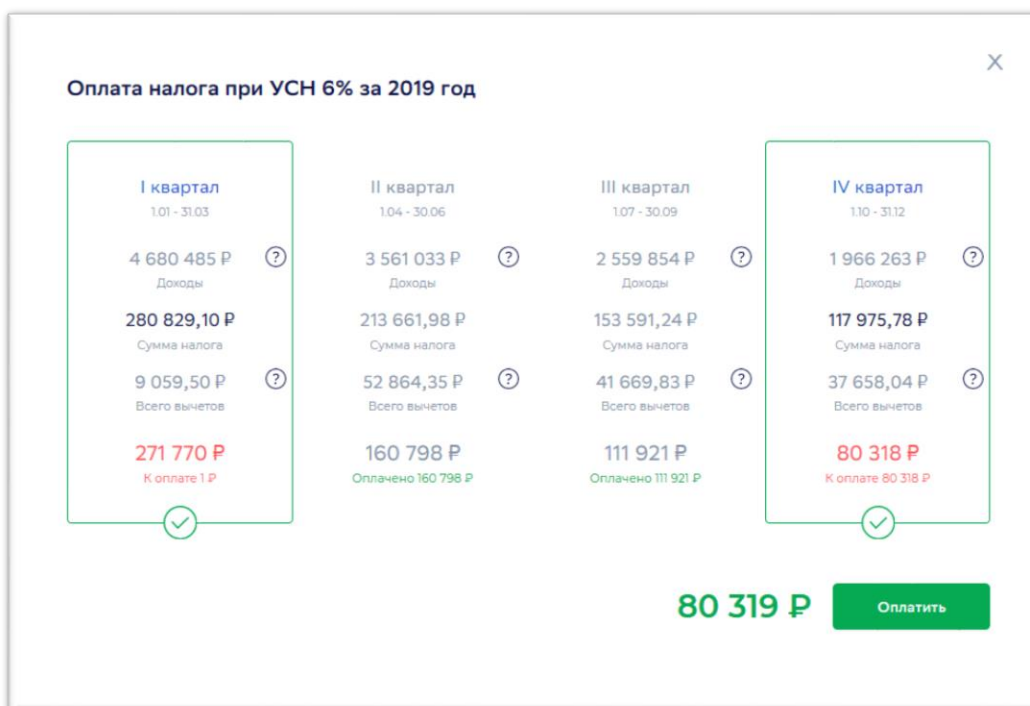 X
Оплата налога при УСН 6% за 2019 год
I квартал
1.01 - 31.03
4 680 485 ₽ ?
Доходы
280 829,10 ₽
Сумма налога
9 059,50 ₽ ?
Всего вычетов
271 770 ₽
К оплате 1 ₽
II квартал
1.04 - 30.06
3 561 033 ₽ ?
Доходы
213 661,98 ₽
Сумма налога
52 864,35 ₽ ?
Всего вычетов
160 798 ₽
Оплачено 160 798 ₽
III квартал
1.07 - 30.09
2 559 854 ₽ ?
Доходы
153 591,24 ₽
Сумма налога
41 669,83 ₽ ?
Всего вычетов
111 921 ₽
Оплачено 111 921 ₽
IV квартал
1.10 - 31.12
1 966 263 ₽ ?
Доходы
117 975,78 ₽
Сумма налога
37 658,04 ₽ ?
Всего вычетов
80 318 ₽
К оплате 80 318 ₽
80 319 ₽
Оплатить